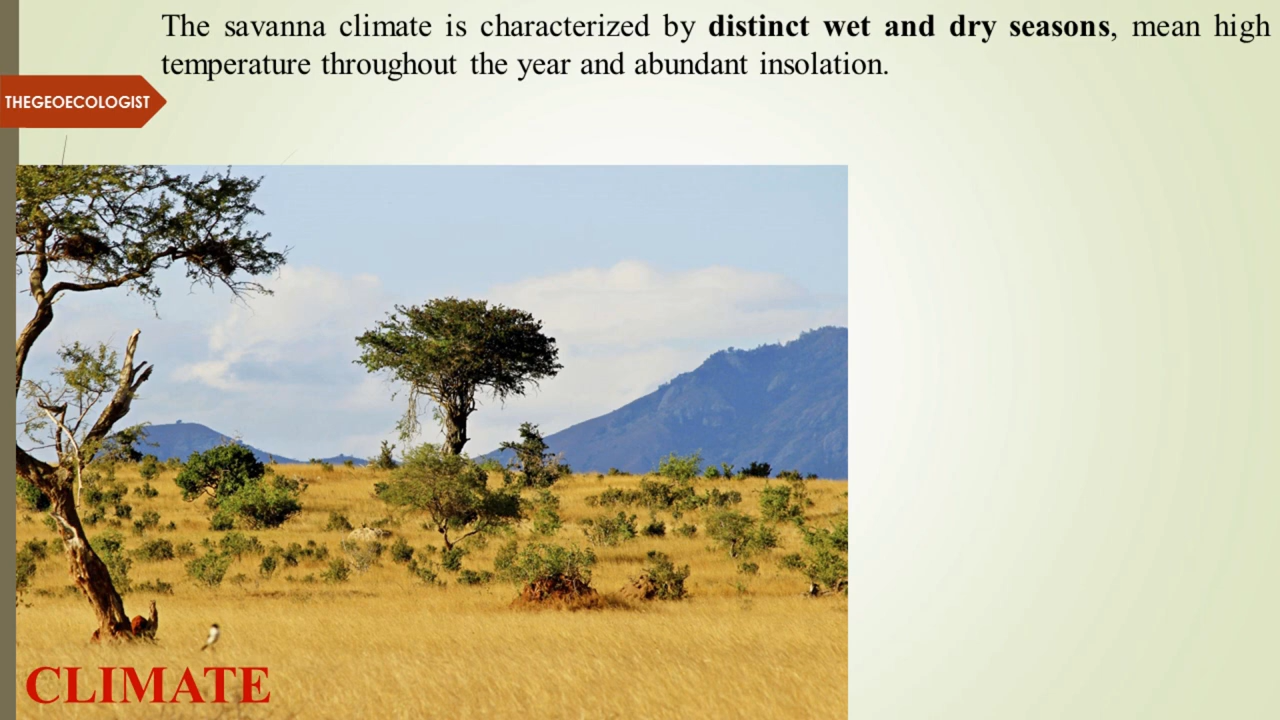 The savanna climate is characterized by distinct wet and dry seasons, mean high
temperature throughout the year and abundant insolation.
THEGEOECOLOGIST
CLIMATE